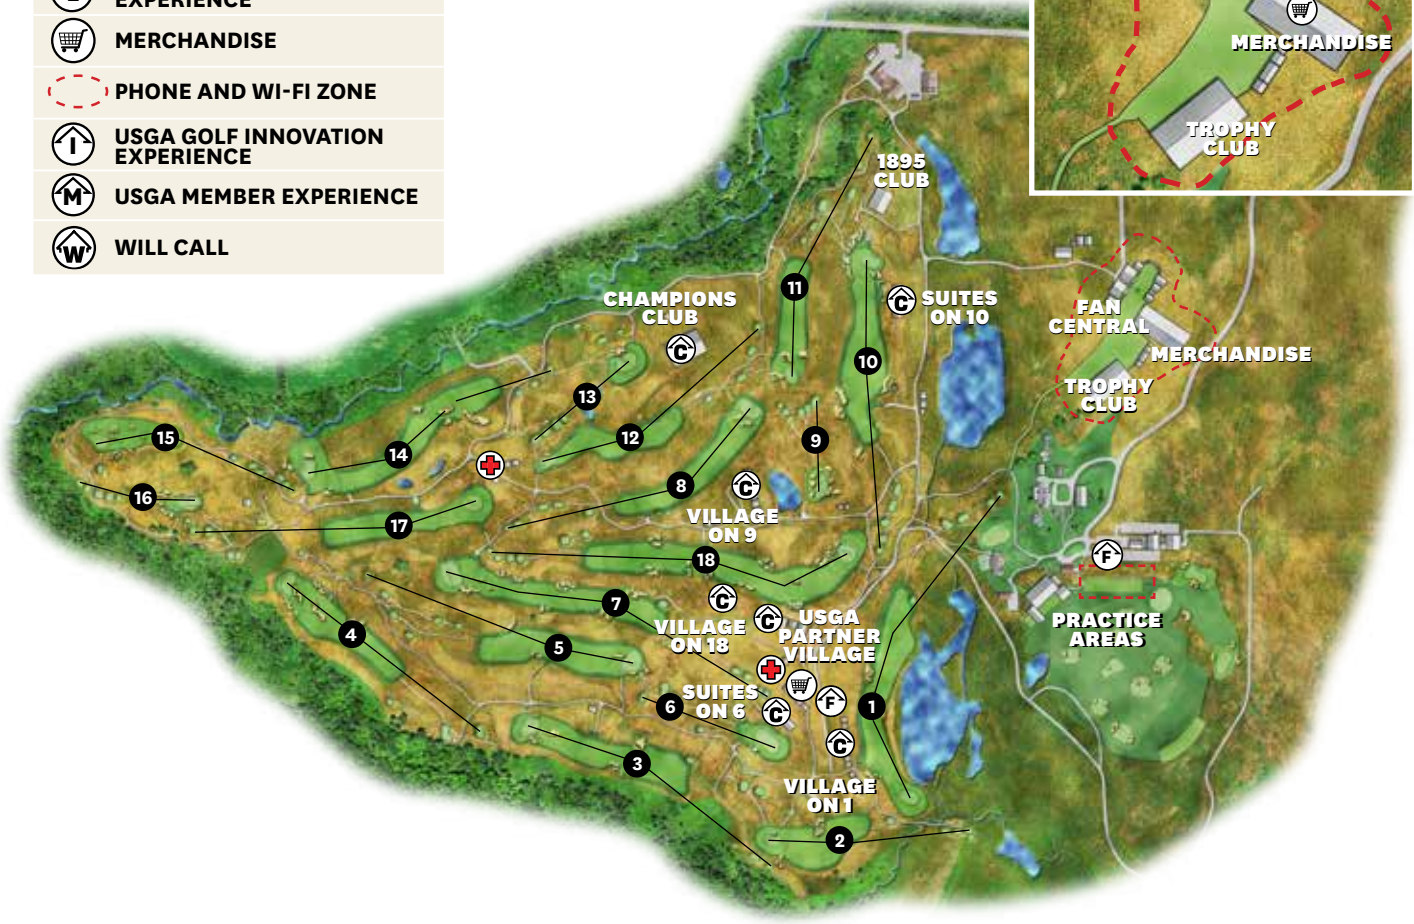 EXPERIENCE
MERCHANDISE
PHONE AND WI-FI ZONE
I
USGA GOLF INNOVATION
EXPERIENCE
M
USGA MEMBER EXPERIENCE
W
WILL CALL
MERCHANDISE
TROPHY
CLUB
1895
CLUB
11
C
SUITES
ON 10
CHAMPIONS
CLUB
C
10
FAN
CENTRAL
MERCHANDISE
TROPHY
CLUB
13
12
9
15
14
16
8
C
VILLAGE
ON 9
17
18
F
7
C
VILLAGE
ON 18
C
USGA
PARTNER
VILLAGE
PRACTICE
AREAS
4
5
6
SUITES
ON 6
C
F
1
C
3
VILLAGE
ON 1
2